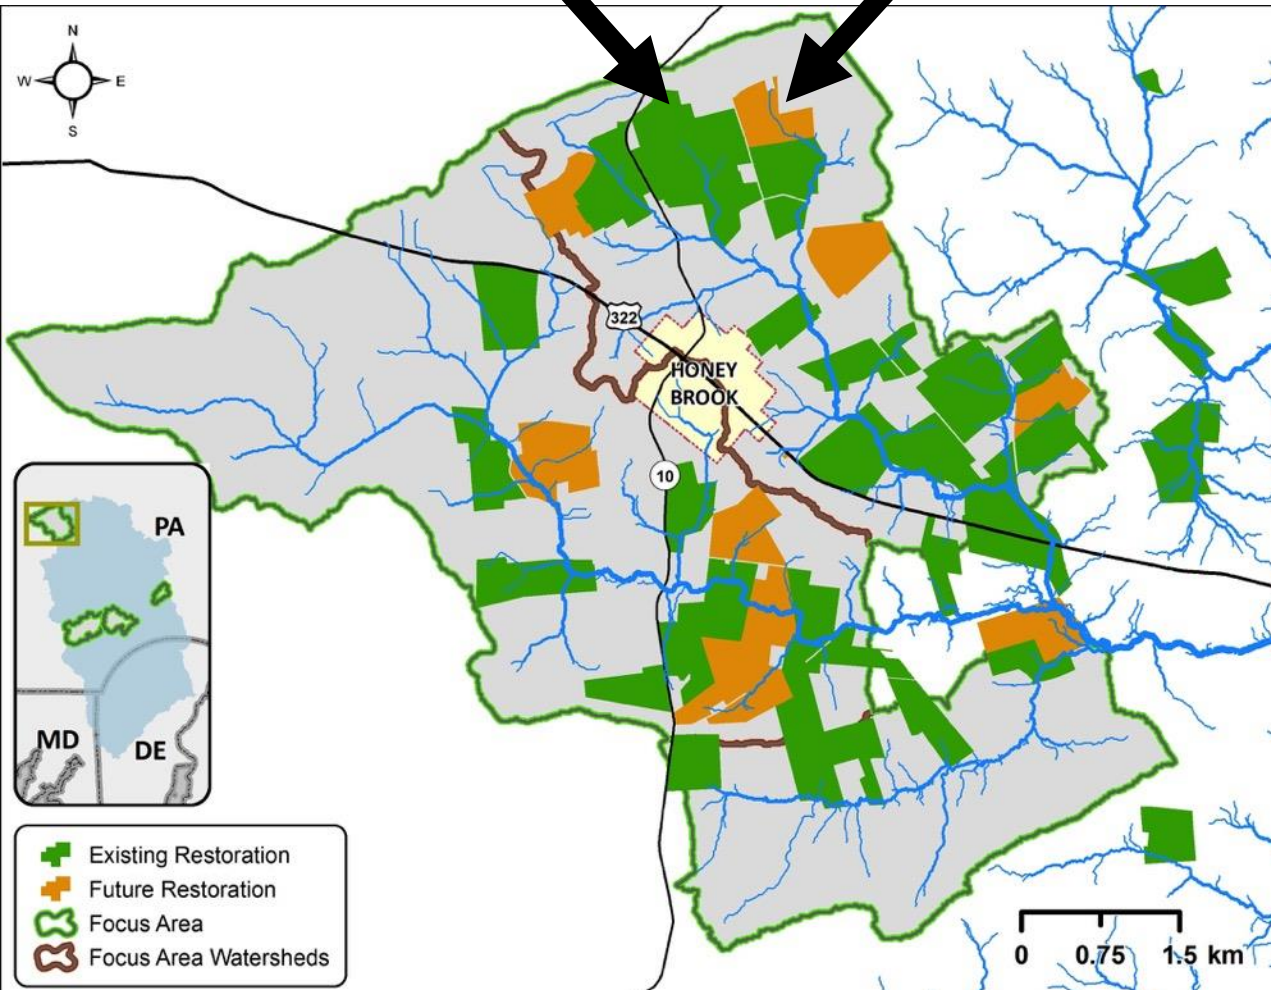 N
W E
S
322
HONEY
BROOK
10
PA
MD
DE
Existing Restoration
Future Restoration
Focus Area
Focus Area Watersheds
0 0.75 1.5 km